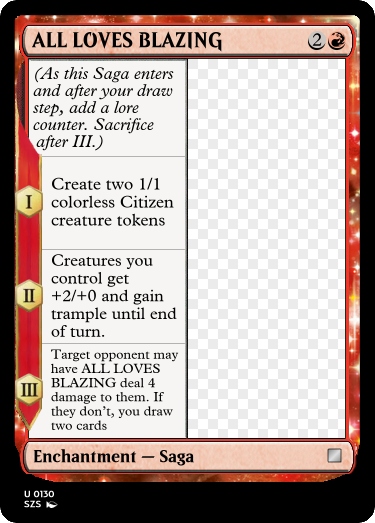 ALL LOVES BLAZING 2
(As this Saga enters
and after your draw
step, add a lore
counter. Sacrifice
after III.)
I
Create two 1/1
colorless Citizen
creature tokens
II
Creatures you
control get
+2/+0 and gain
trample until end
of turn.
III
Target opponent may
have ALL LOVES
BLAZING deal 4
damage to them. If
they don't, you draw
two cards
Enchantment — Saga
U 0130
SZS